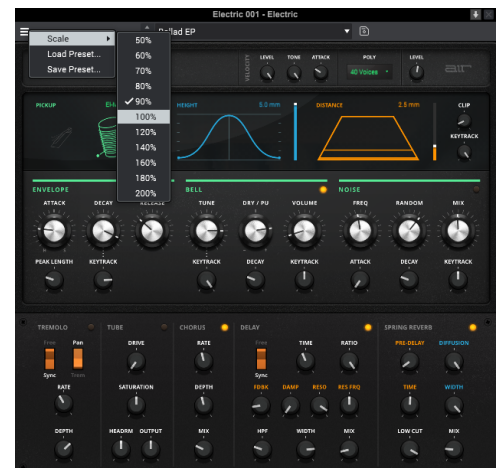 Electric 001 - Electric
Ballad EP
Scale
Load Preset...
Save Preset...
50%
60%
70%
80%
90%
100%
120%
140%
160%
180%
200%
VELOCITY
LEVEL TONE ATTACK
POLY
40 Voices
LEVEL
AIR
PICKUP
HEIGHT 5.0 mm
DISTANCE 2.5 mm
CLIP
KEYTRACK
ENVELOPE
ATTACK DECAY RELEASE
PEAK LENGTH KEYTRACK
BELL
TUNE DRY / PU VOLUME
KEYTRACK DECAY KEYTRACK
NOISE
FREQ RANDOM MIX
ATTACK DECAY KEYTRACK
TREMOLO
Free Pan
Sync Trem
RATE
DEPTH
TUBE
DRIVE
SATURATION
HEADRM OUTPUT
CHORUS
RATE
DEPTH
MIX
DELAY
Free TIME RATIO
Sync
FDBK DAMP RESO RES FRQ
HPF WIDTH MIX
SPRING REVERB
PRE-DELAY DIFFUSION
TIME WIDTH
LOW CUT MIX